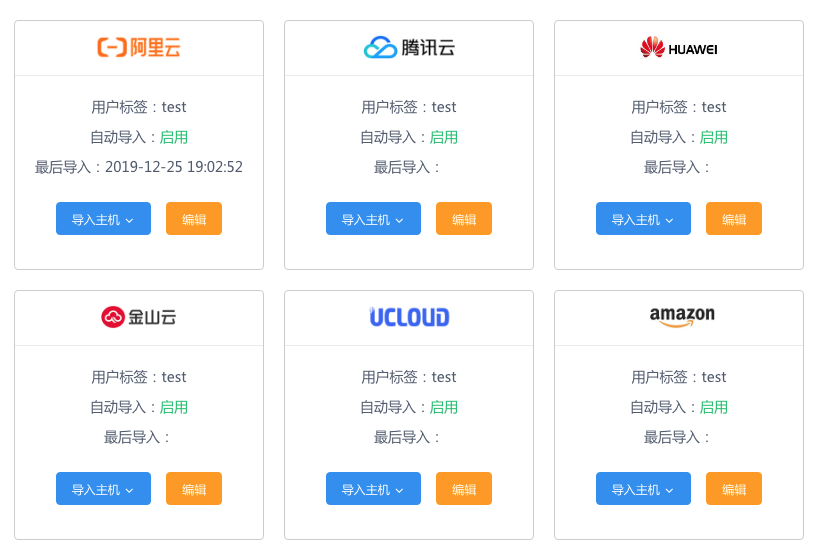 阿里云
用户标签：test
自动导入：启用
最后导入：2019-12-25 19:02:52
导入主机 编辑
腾讯云
用户标签：test
自动导入：启用
最后导入：
导入主机 编辑
HUAWEI
用户标签：test
自动导入：启用
最后导入：
导入主机 编辑
金山云
用户标签：test
自动导入：启用
最后导入：
导入主机 编辑
UCLOUD
用户标签：test
自动导入：启用
最后导入：
导入主机 编辑
amazon
用户标签：test
自动导入：启用
最后导入：
导入主机 编辑